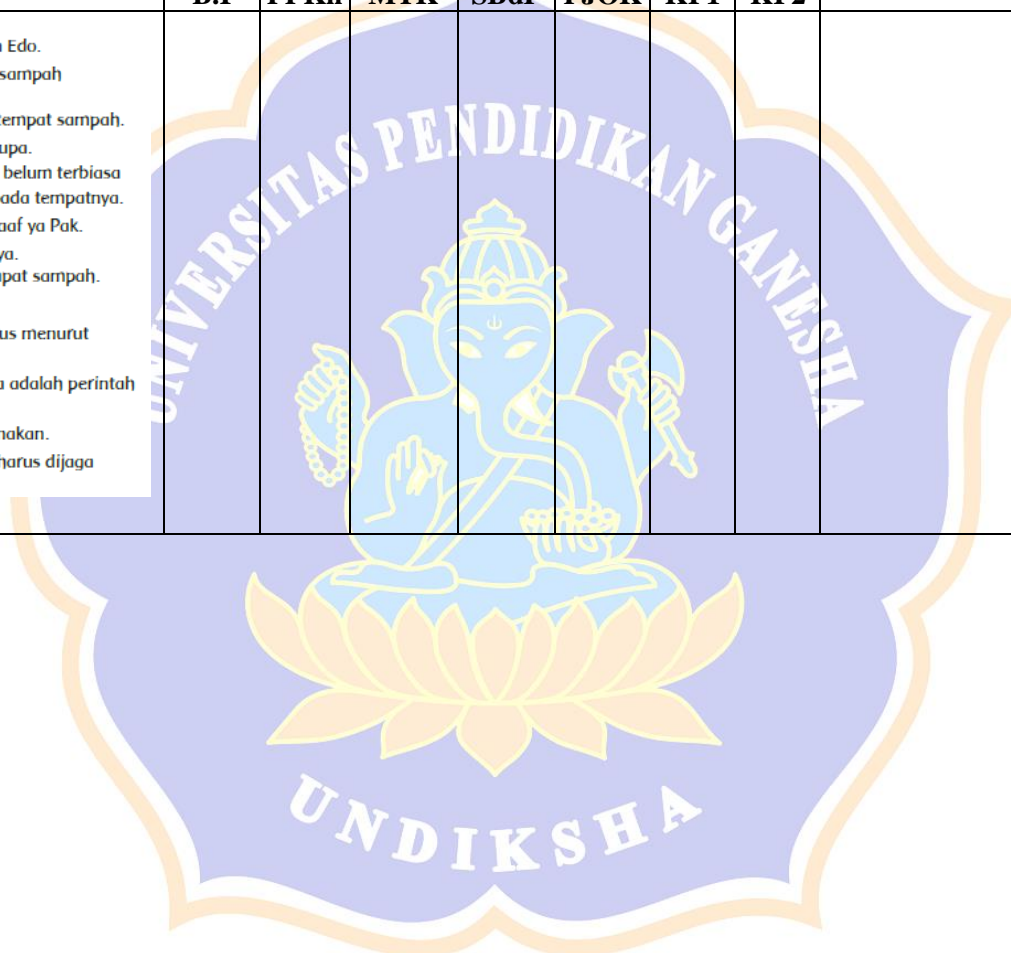 B.I PPKn MTK SBdP PJOK KI 1 KI 2
Edo.
sampah
tempat sampah.
upa.
belum terbiasa
ada tempatnya.
aaf ya Pak.
ya.
pat sampah.
us menurut
adalah perintah
nakan.
harus dijaga
UNIVERSITAS PENDIDIKAN GANESHA
UNDIKSHA